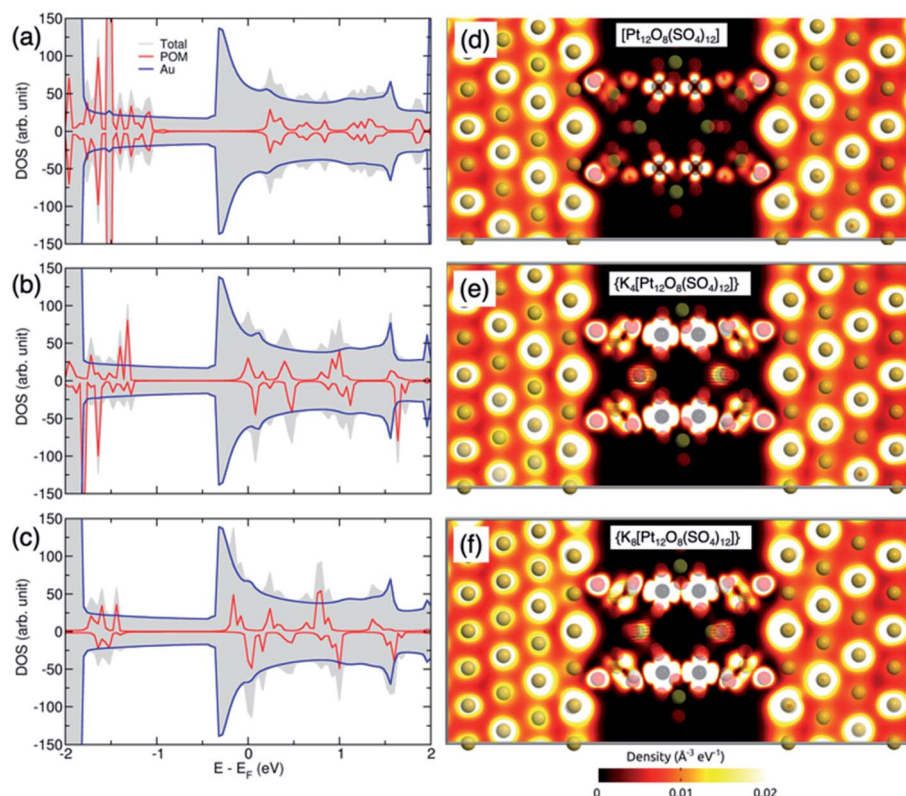 (a)
150
100
50
0
-50
-100
150
DOS (arb. unit)
Total
POM
Au
(b)
150
100
50
0
-50
-100
150
DOS (arb. unit)
(c)
150
100
50
0
-50
-100
150
DOS (arb. unit)
-2 -1 0 1 2
E - E_F (eV)
(d)
[Pt₁₂O₈(SO₄)₁₂]
(e)
{K₄[Pt₁₂O₈(SO₄)₁₂]}
(f)
{K₈[Pt₁₂O₈(SO₄)₁₂]}
Density (Å⁻³ eV⁻¹)
0 0.01 0.02